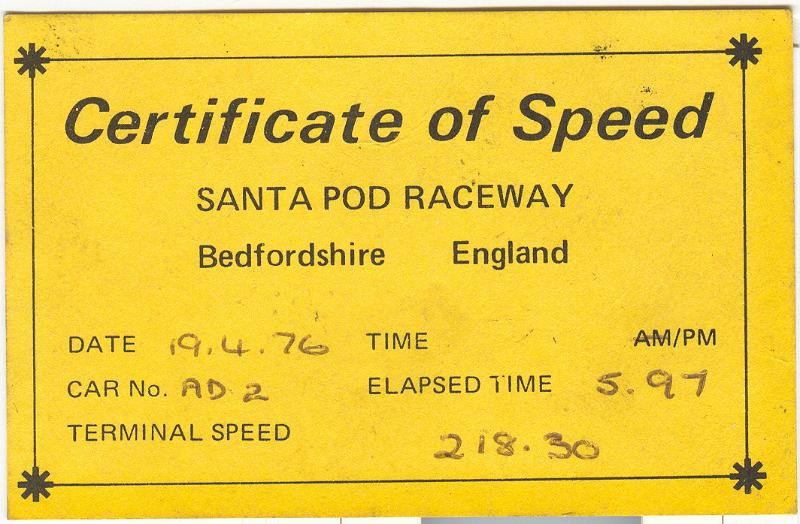 Certificate of Speed
SANTA POD RACEWAY
Bedfordshire England
DATE 19.4.76 TIME AM/PM
CAR No. AD 2 ELAPSED TIME 5.97
TERMINAL SPEED 218.30